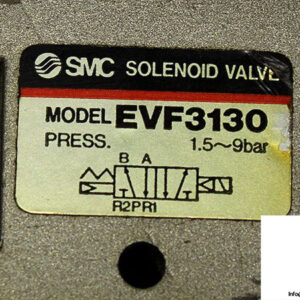 SMC SOLENOID VALVE
MODEL EVF3130
PRESS. 1.5~9bar
B A
R2PR1